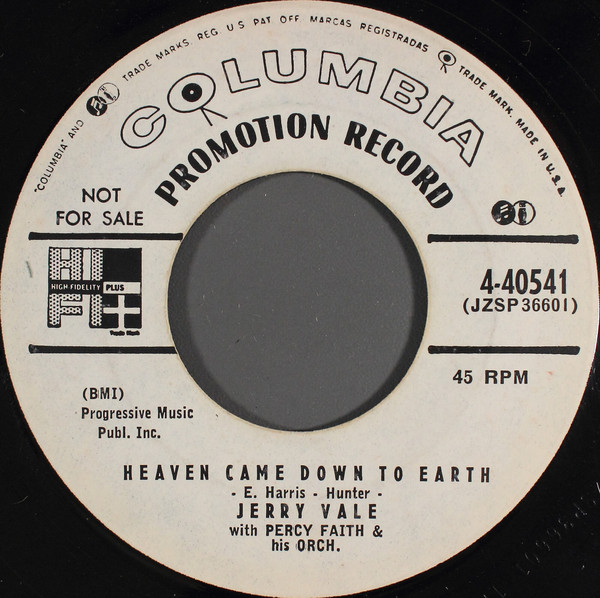 "COLUMBIA" AND TRADE MARKS REG. U S PAT. OFF. MARCAS REGISTRADAS TRADE MARK. MADE IN U.S.A.
COLUMBIA
PROMOTION RECORD
NOT
FOR SALE
HI
HIGH FIDELITY PLUS
FI
4-40541
(JZSP36601)
45 RPM
(BMI)
Progressive Music
Publ. Inc.
HEAVEN CAME DOWN TO EARTH
- E. Harris - Hunter -
JERRY VALE
with PERCY FAITH &
his ORCH.